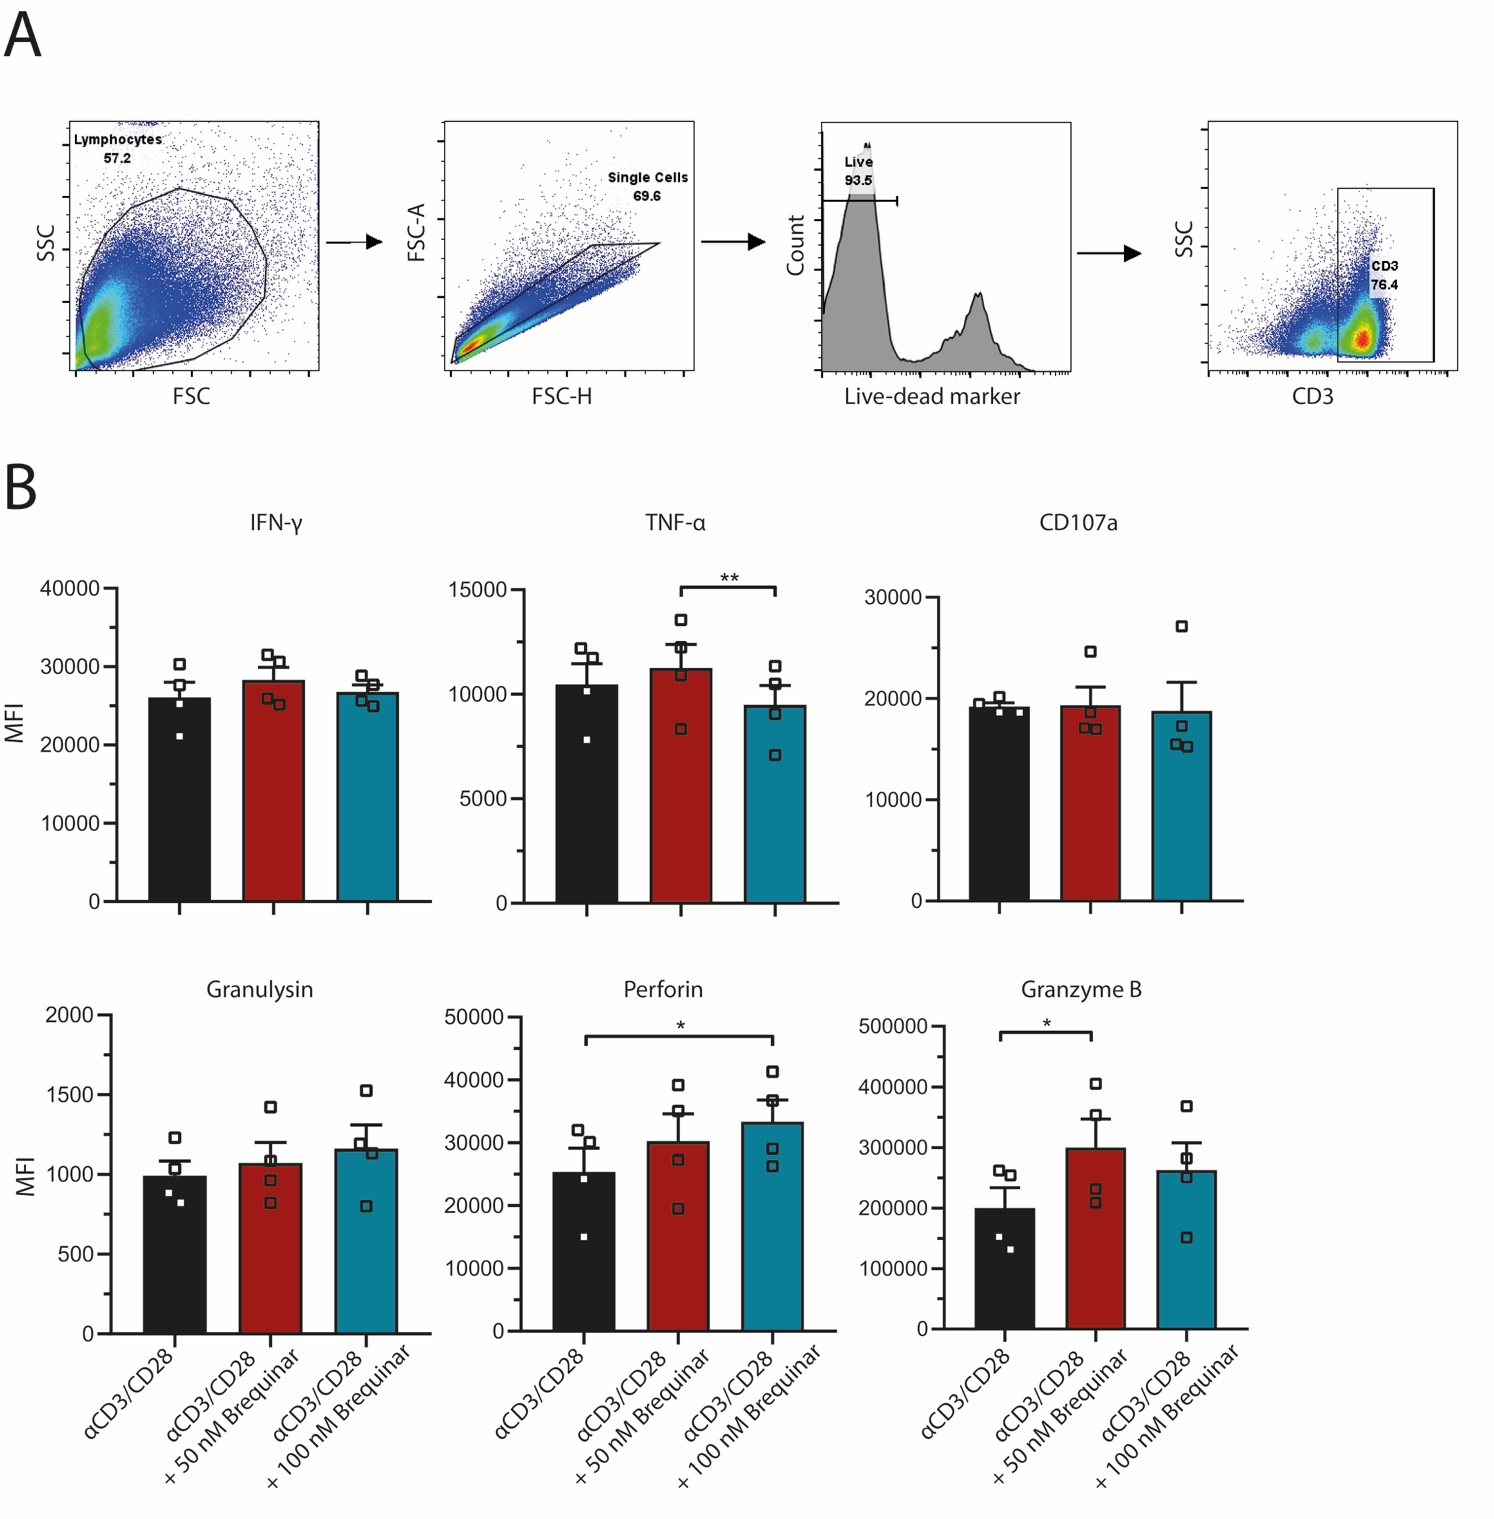 A
Lymphocytes
57.2
SSC
FSC
Single Cells
69.6
FSC-A
FSC-H
Live
93.5
Count
Live-dead marker
CD3
76.4
SSC
CD3
B
IFN-γ
MFI
40000
30000
20000
10000
0
TNF-α
**
15000
10000
5000
0
CD107a
30000
20000
10000
0
Granulysin
MFI
2000
1500
1000
500
0
αCD3/CD28
αCD3/CD28
+ 50 nM Brequinar
αCD3/CD28
+ 100 nM Brequinar
Perforin
*
50000
40000
30000
20000
10000
0
αCD3/CD28
αCD3/CD28
+ 50 nM Brequinar
αCD3/CD28
+ 100 nM Brequinar
Granzyme B
*
500000
400000
300000
200000
100000
0
αCD3/CD28
αCD3/CD28
+ 50 nM Brequinar
αCD3/CD28
+ 100 nM Brequinar